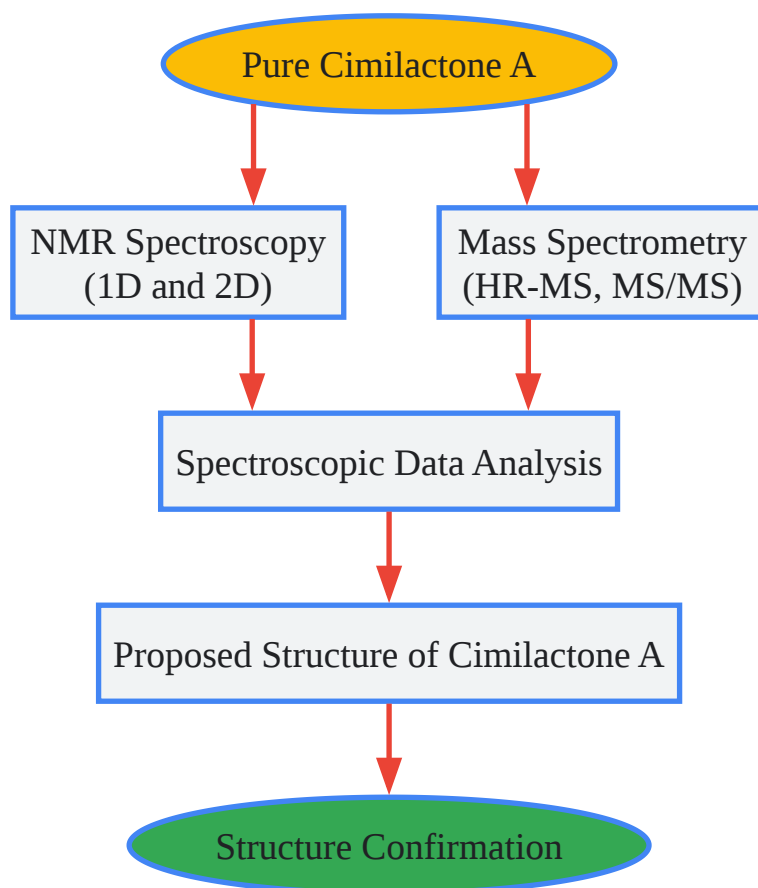 Pure Cimilactone A
NMR Spectroscopy
(1D and 2D)
Mass Spectrometry
(HR-MS, MS/MS)
Spectroscopic Data Analysis
Proposed Structure of Cimilactone A
Structure Confirmation